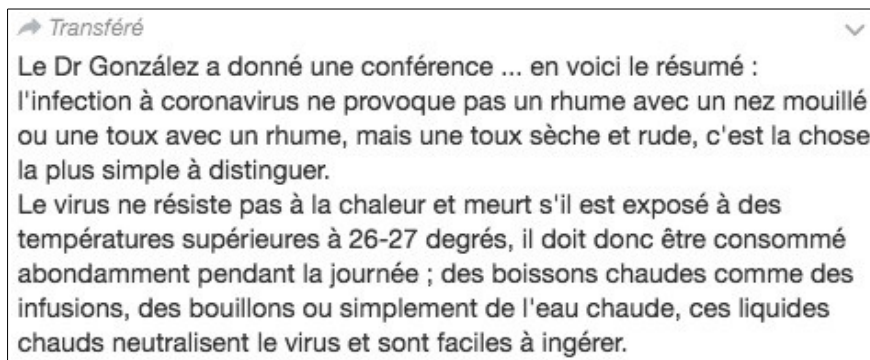 Transféré
Le Dr González a donné une conférence ... en voici le résumé :
l'infection à coronavirus ne provoque pas un rhume avec un nez mouillé
ou une toux avec un rhume, mais une toux sèche et rude, c'est la chose
la plus simple à distinguer.
Le virus ne résiste pas à la chaleur et meurt s'il est exposé à des
températures supérieures à 26-27 degrés, il doit donc être consommé
abondamment pendant la journée ; des boissons chaudes comme des
infusions, des bouillons ou simplement de l'eau chaude, ces liquides
chauds neutralisent le virus et sont faciles à ingérer.